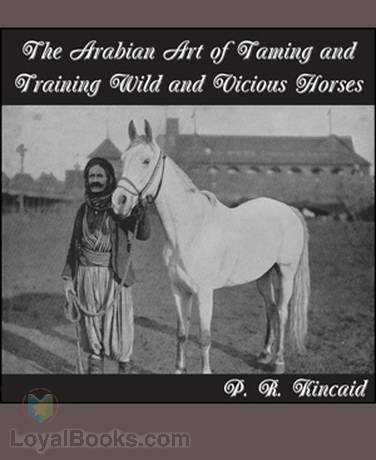 The Arabian Art of Taming and
Training Wild and Vicious Horses
P. R. Kincaid
LoyalBooks.com